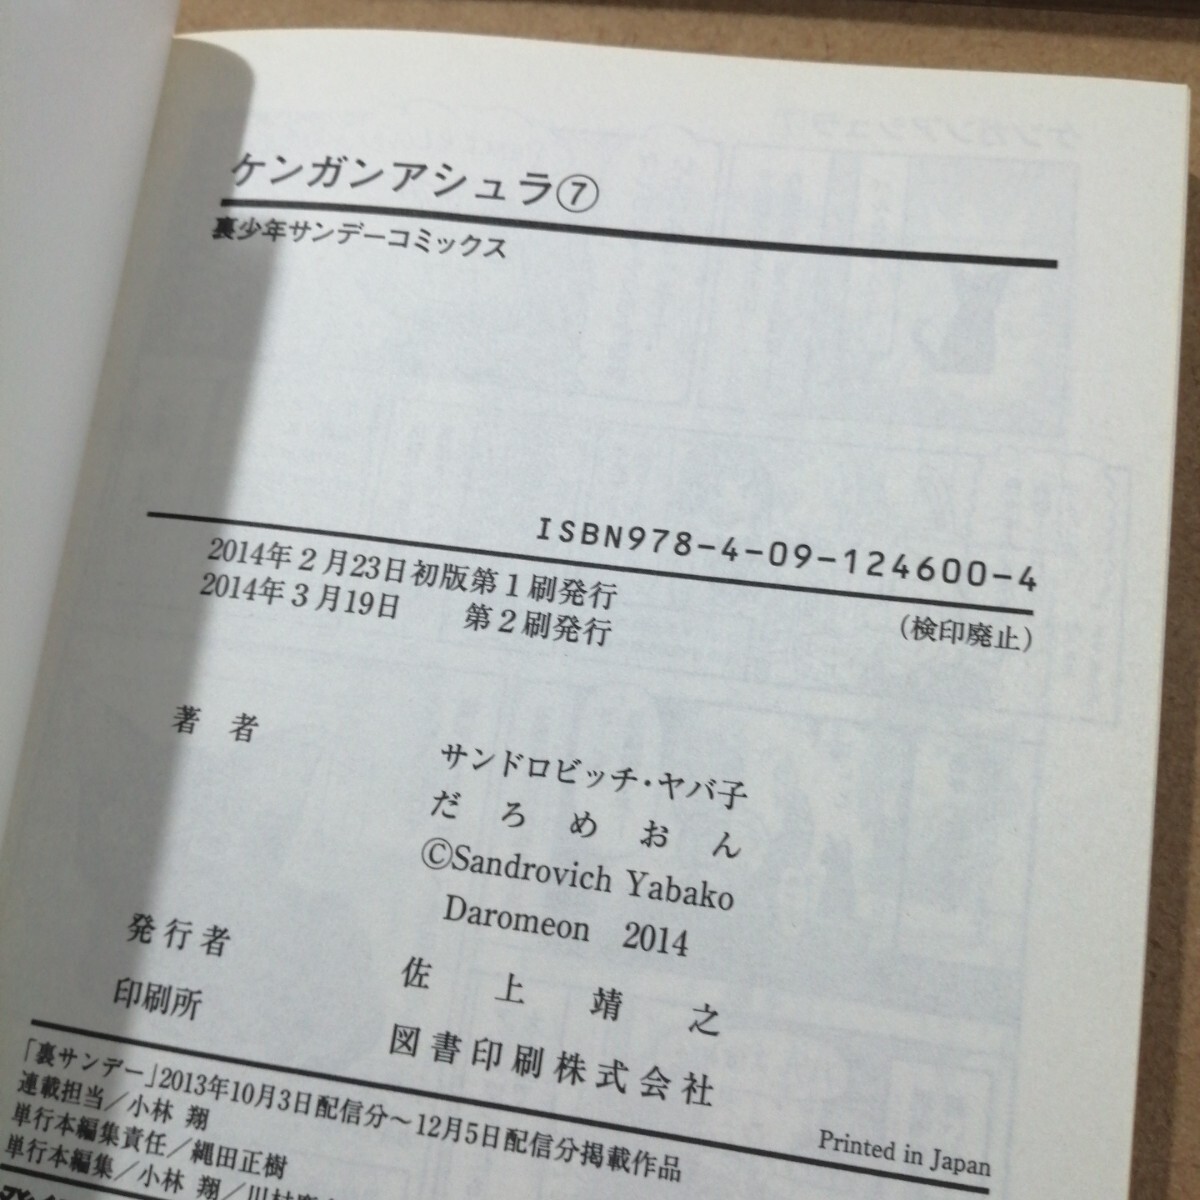 ケンガンアシュラ⑦
裏少年サンデーコミックス
ISBN978-4-09-124600-4
2014年2月23日初版第1刷発行
(検印廃止)
2014年3月19日　第2刷発行
著者
サンドロビッチ・ヤバ子
だろめおん
©Sandrovich Yabako
Daromeon 2014
発行者
佐上靖之
印刷所
図書印刷株式会社
「裏サンデー」2013年10月3日配信分～12月5日配信分掲載作品
連載担当／小林 翔
Printed in Japan
単行本編集責任／縄田正樹
単行本編集／小林 翔／川村